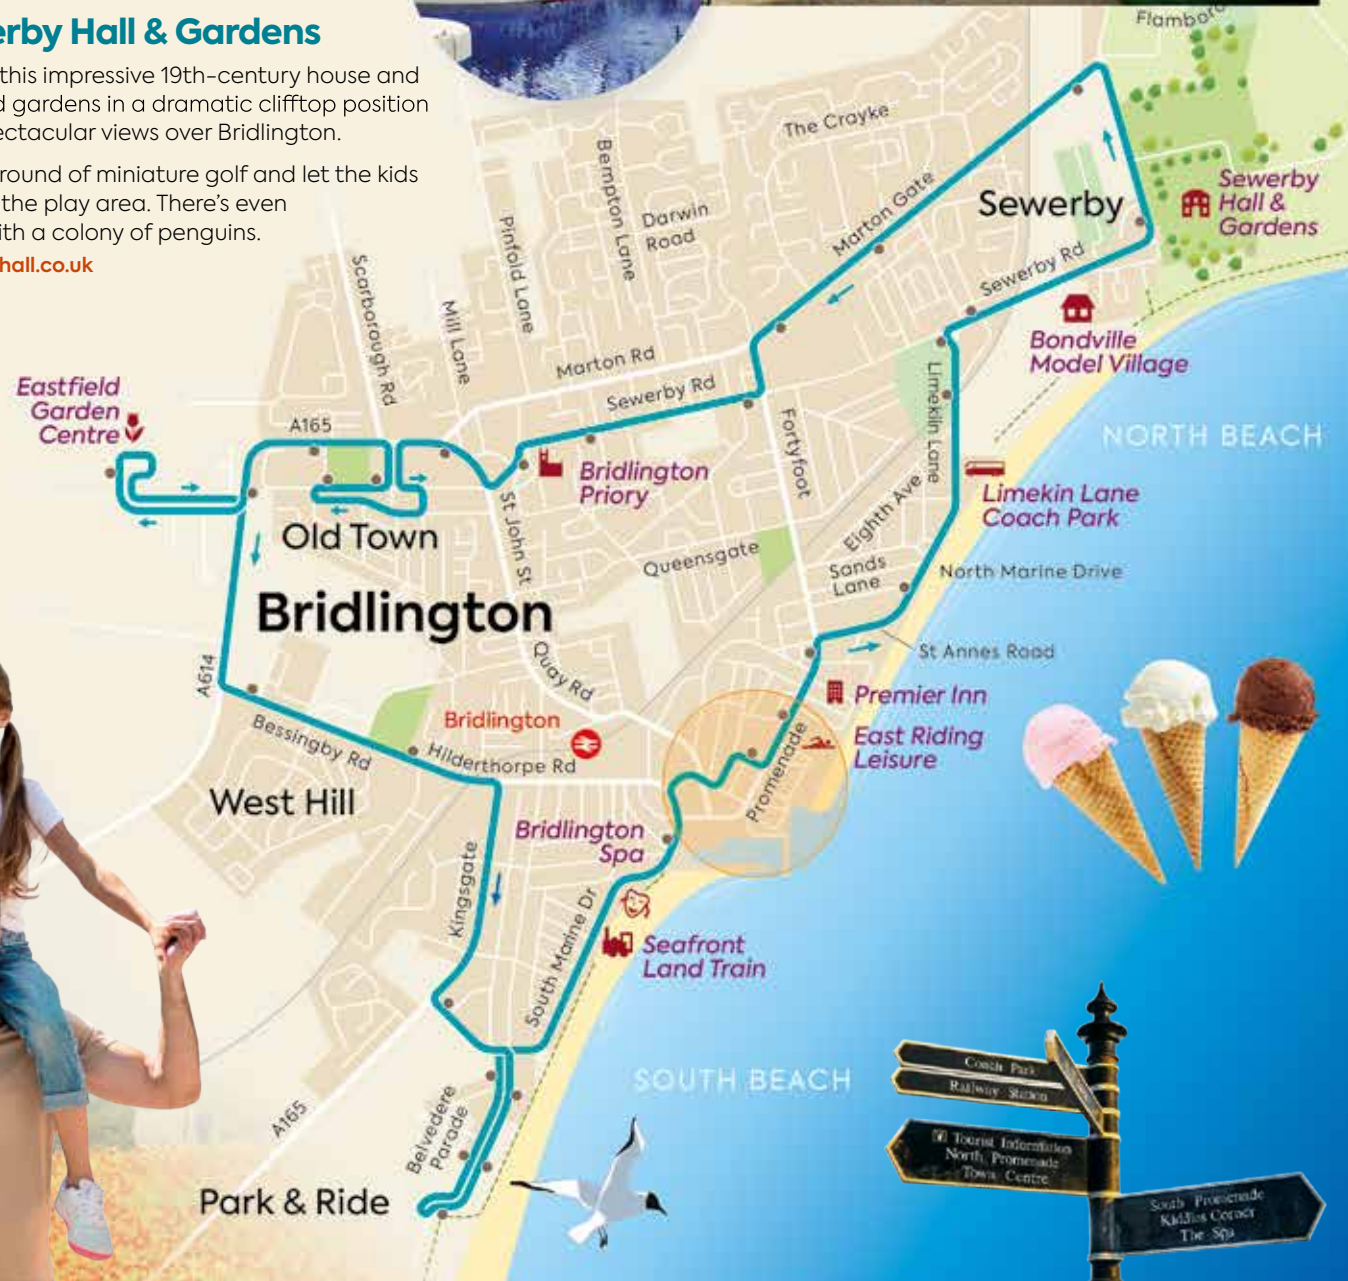 erby Hall & Gardens
this impressive 19th-century house and
d gardens in a dramatic clifftop position
ectacular views over Bridlington.
round of miniature golf and let the kids
the play area. There's even
ith a colony of penguins.
hall.co.uk
Flambor
The Crayke
Bempton Lane
Darwin
Road
Pinfold Lane
Marton Gate
Sewerby
Sewerby
Hall &
Gardens
Scarborough Rd
Mill Lane
Sewerby Rd
Bondville
Model Village
Marton Rd
Sewerby Rd
Limekiln Lane
Eastfield
Garden
Centre
A165
Fortyfoot
NORTH BEACH
Bridlington
Priory
Limekin Lane
Coach Park
Old Town
St John St
Eighth Ave
Queensgate
Sands
Lane
North Marine Drive
Bridlington
Quay Rd
St Annes Road
A614
Premier Inn
Bridlington
East Riding
Leisure
Bessingby Rd
Hilderthorpe Rd
Promenade
West Hill
Bridlington
Spa
Kingsgate
South Marine Dr
Seafront
Land Train
SOUTH BEACH
A165
Belvedere
Parade
Park & Ride
Coach Park
Railway Station
Tourist Information
North Promenade
Town Centre
South Promenade
Kiddies Corner
The Spa